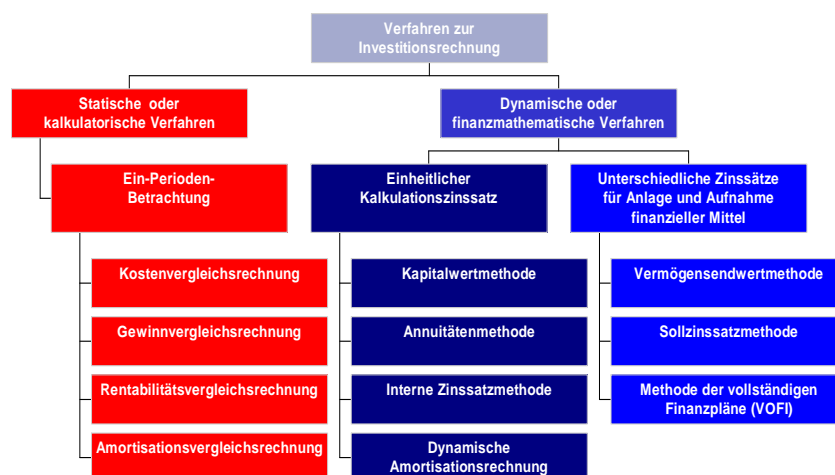 Verfahren zur
Investitionsrechnung
Statische oder
kalkulatorische Verfahren
Dynamische oder
finanzmathematische Verfahren
Ein-Perioden-
Betrachtung
Einheitlicher
Kalkulationszinssatz
Unterschiedliche Zinssätze
für Anlage und Aufnahme
finanzieller Mittel
Kostenvergleichsrechnung
Kapitalwertmethode
Vermögensendwertmethode
Gewinnvergleichsrechnung
Annuitätenmethode
Sollzinssatzmethode
Rentabilitätsvergleichsrechnung
Interne Zinssatzmethode
Methode der vollständigen
Finanzpläne (VOFI)
Amortisationsvergleichsrechnung
Dynamische
Amortisationsrechnung